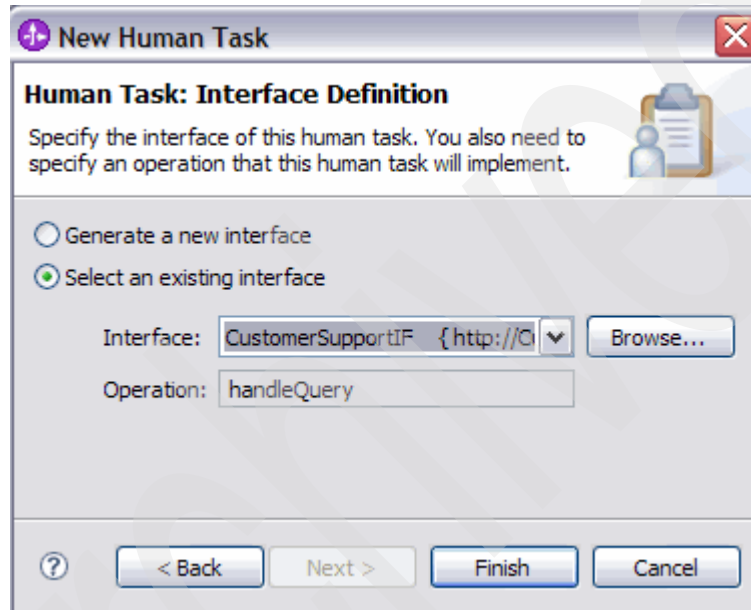 New Human Task
Human Task: Interface Definition
Specify the interface of this human task. You also need to
specify an operation that this human task will implement.
Generate a new interface
Select an existing interface
Interface: CustomerSupportIF {http://Cu Browse...
Operation: handleQuery
? < Back Next > Finish Cancel